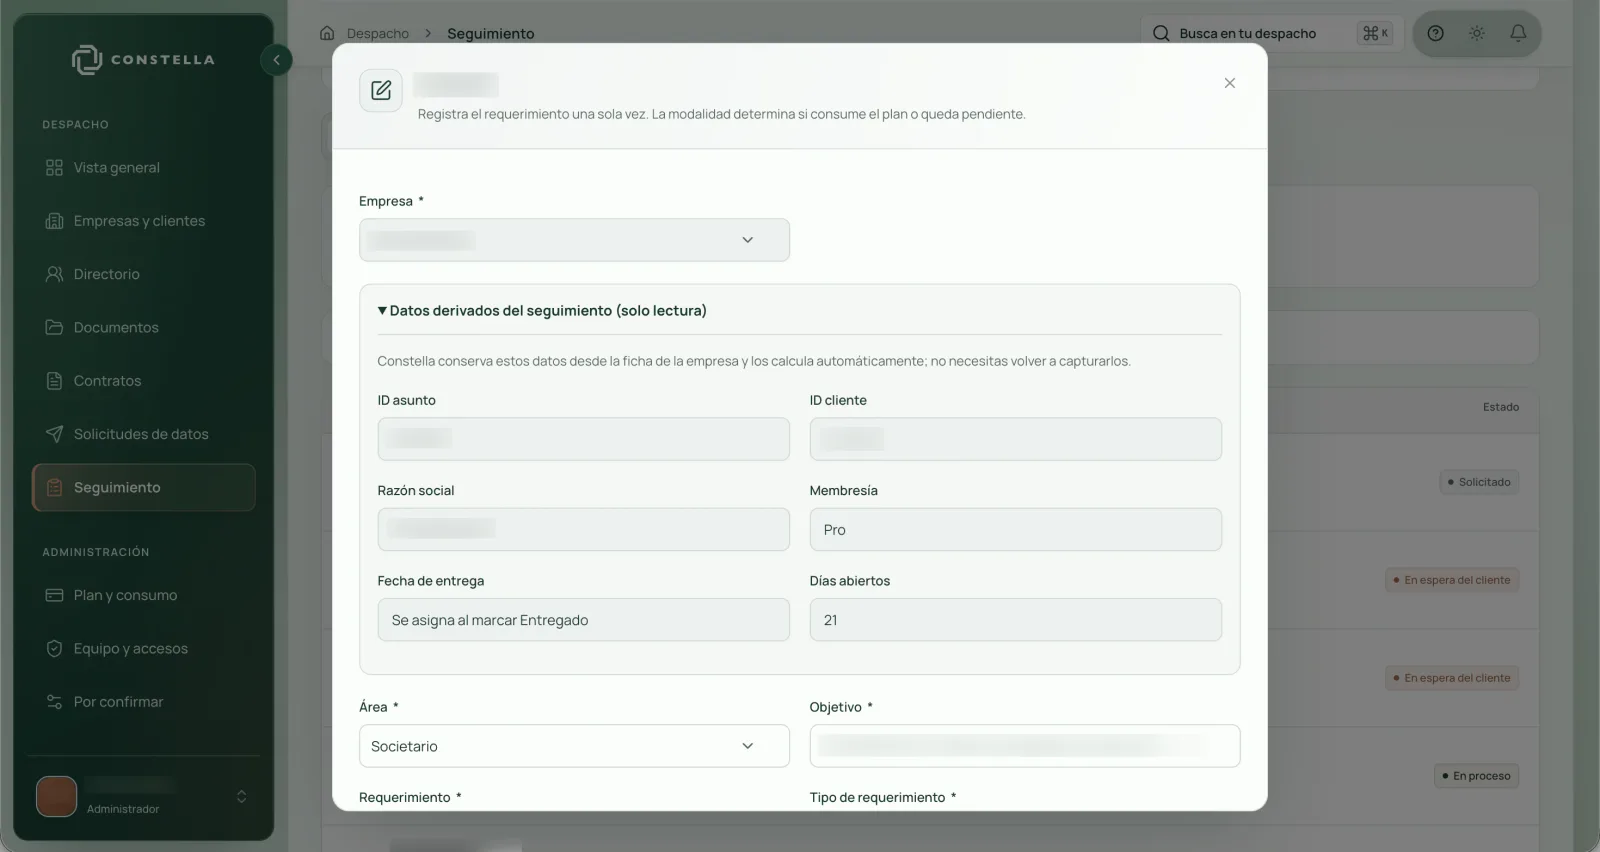 CONSTELLA
DESPACHO
Vista general
Empresas y clientes
Directorio
Documentos
Contratos
Solicitudes de datos
Seguimiento
ADMINISTRACIÓN
Plan y consumo
Equipo y accesos
Por confirmar
Administrador
Despacho > Seguimiento
Busca en tu despacho ⌘K
Registra el requerimiento una sola vez. La modalidad determina si consume el plan o queda pendiente.
Empresa *
Datos derivados del seguimiento (solo lectura)
Constella conserva estos datos desde la ficha de la empresa y los calcula automáticamente; no necesitas volver a capturarlos.
ID asunto
ID cliente
Razón social
Membresía
Pro
Fecha de entrega
Días abiertos
Se asigna al marcar Entregado
21
Área *
Objetivo *
Societario
Requerimiento *
Tipo de requerimiento *
Estado
Solicitado
En espera del cliente
En espera del cliente
En proceso